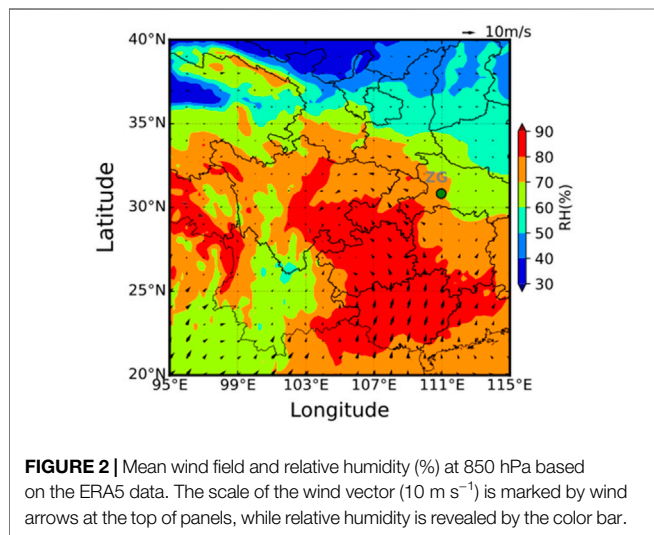 10m/s
40°N
35°N
30°N
25°N
20°N
Latitude
ZG
90
80
70
60
50
40
30
RH(%)
95°E 99°E 103°E 107°E 111°E 115°E
Longitude
FIGURE 2 | Mean wind field and relative humidity (%) at 850 hPa based
on the ERA5 data. The scale of the wind vector (10 m s⁻¹) is marked by wind
arrows at the top of panels, while relative humidity is revealed by the color bar.